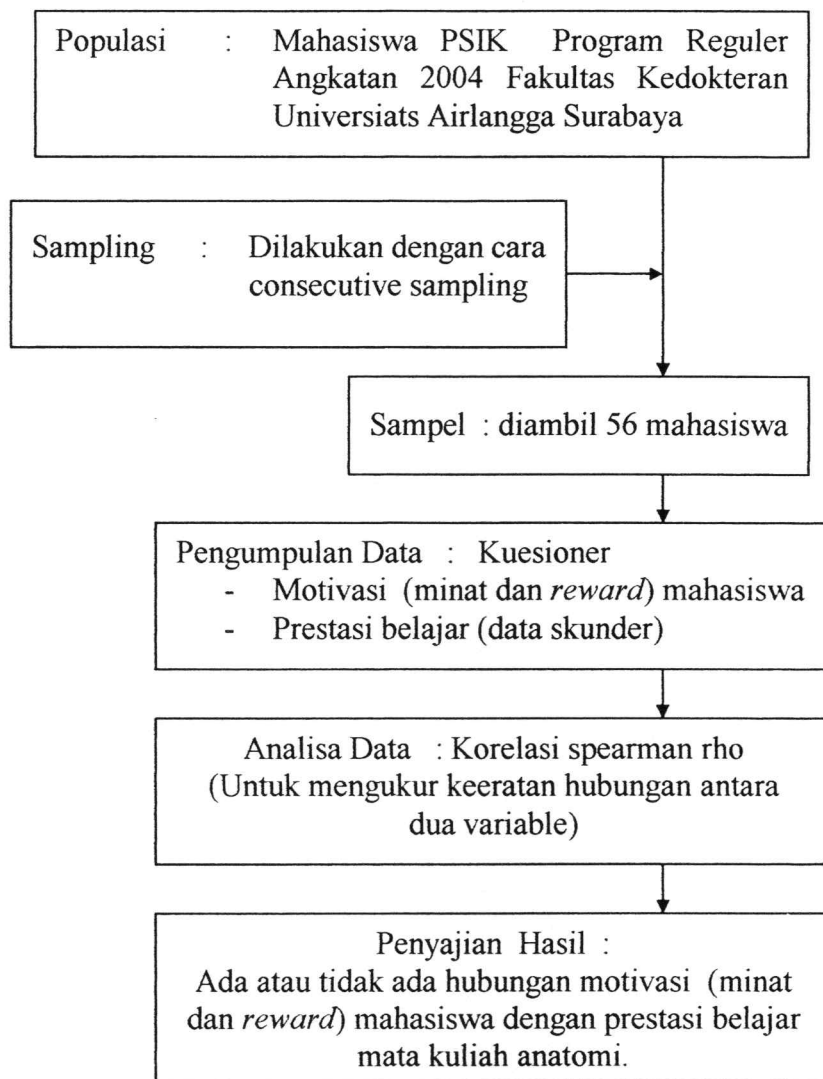 Populasi : Mahasiswa PSIK Program Reguler
Angkatan 2004 Fakultas Kedokteran
Universiats Airlangga Surabaya
Sampling : Dilakukan dengan cara
consecutive sampling
Sampel : diambil 56 mahasiswa
Pengumpulan Data : Kuesioner
- Motivasi (minat dan reward) mahasiswa
- Prestasi belajar (data skunder)
Analisa Data : Korelasi spearman rho
(Untuk mengukur keeratan hubungan antara
dua variable)
Penyajian Hasil :
Ada atau tidak ada hubungan motivasi (minat
dan reward) mahasiswa dengan prestasi belajar
mata kuliah anatomi.